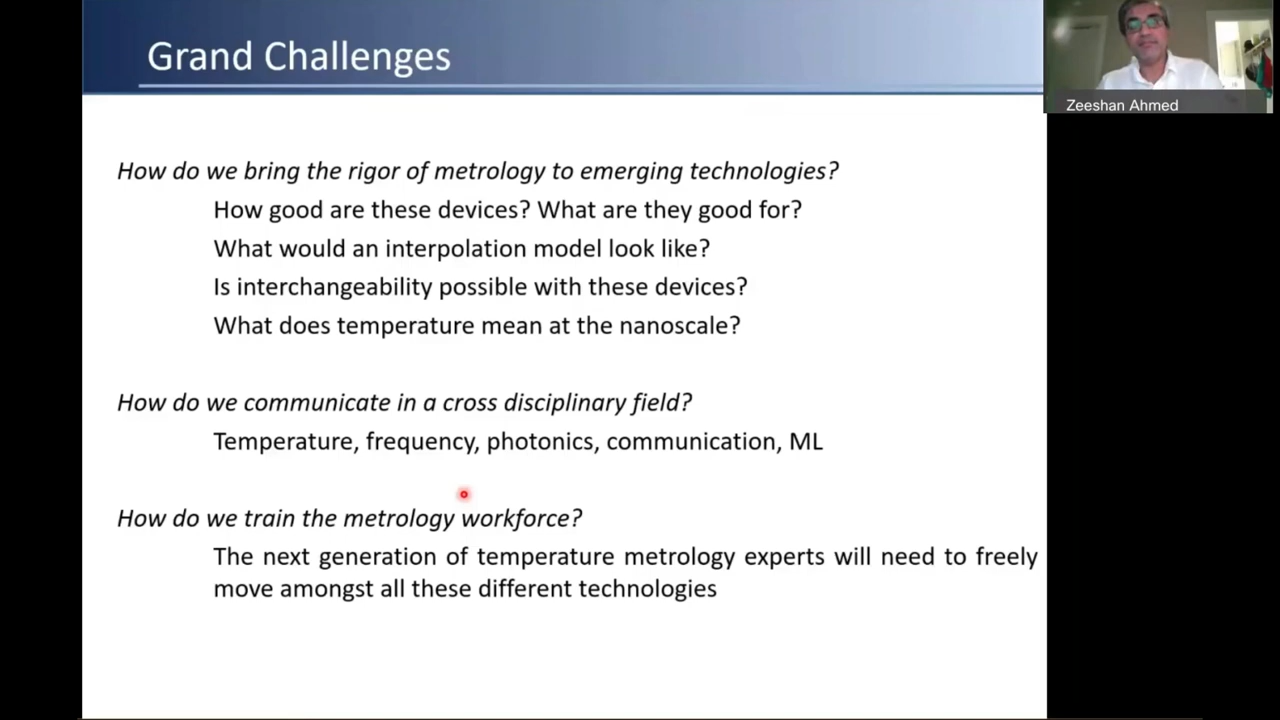 Grand Challenges
Zeeshan Ahmed
How do we bring the rigor of metrology to emerging technologies?
How good are these devices? What are they good for?
What would an interpolation model look like?
Is interchangeability possible with these devices?
What does temperature mean at the nanoscale?
How do we communicate in a cross disciplinary field?
Temperature, frequency, photonics, communication, ML
How do we train the metrology workforce?
The next generation of temperature metrology experts will need to freely
move amongst all these different technologies